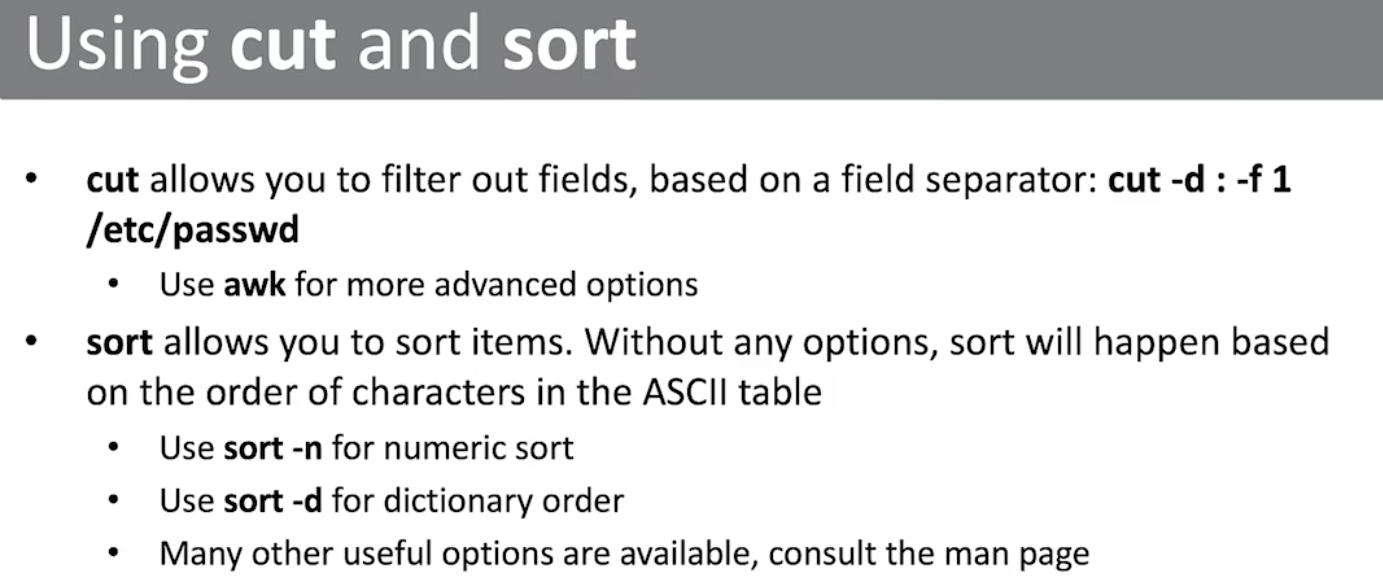 Using cut and sort
• cut allows you to filter out fields, based on a field separator: cut -d : -f 1
/etc/passwd
• Use awk for more advanced options
• sort allows you to sort items. Without any options, sort will happen based
on the order of characters in the ASCII table
• Use sort -n for numeric sort
• Use sort -d for dictionary order
• Many other useful options are available, consult the man page